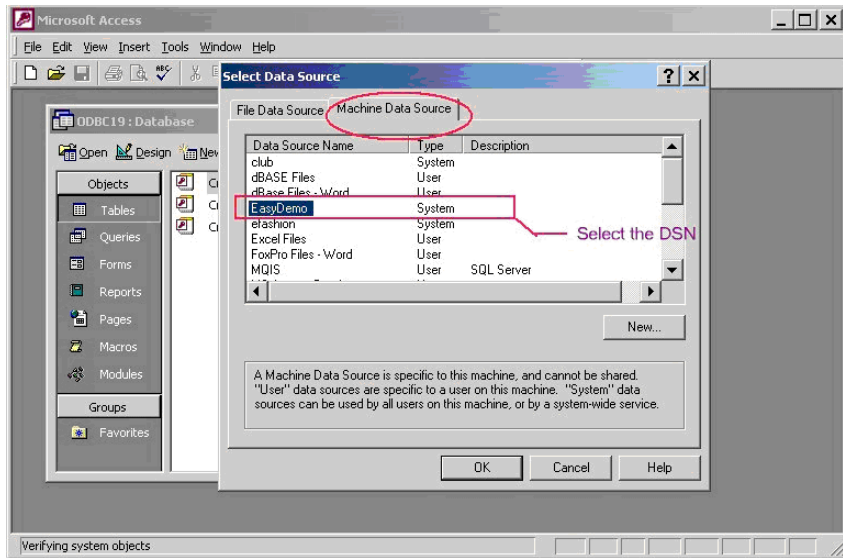 Microsoft Access
File Edit View Insert Tools Window Help
Select Data Source
File Data Source Machine Data Source
ODBC19 : Database
Open Design New
Objects
Tables
Queries
Forms
Reports
Pages
Macros
Modules
Groups
Favorites
Data Source Name Type Description
club System
dBASE Files User
dBase Files - Word User
EasyDemo System
efashion System
Excel Files User
FoxPro Files - Word User
MQIS User SQL Server
Select the DSN
New...
A Machine Data Source is specific to this machine, and cannot be shared.
"User" data sources are specific to a user on this machine. "System" data
sources can be used by all users on this machine, or by a system-wide service.
OK Cancel Help
Verifying system objects